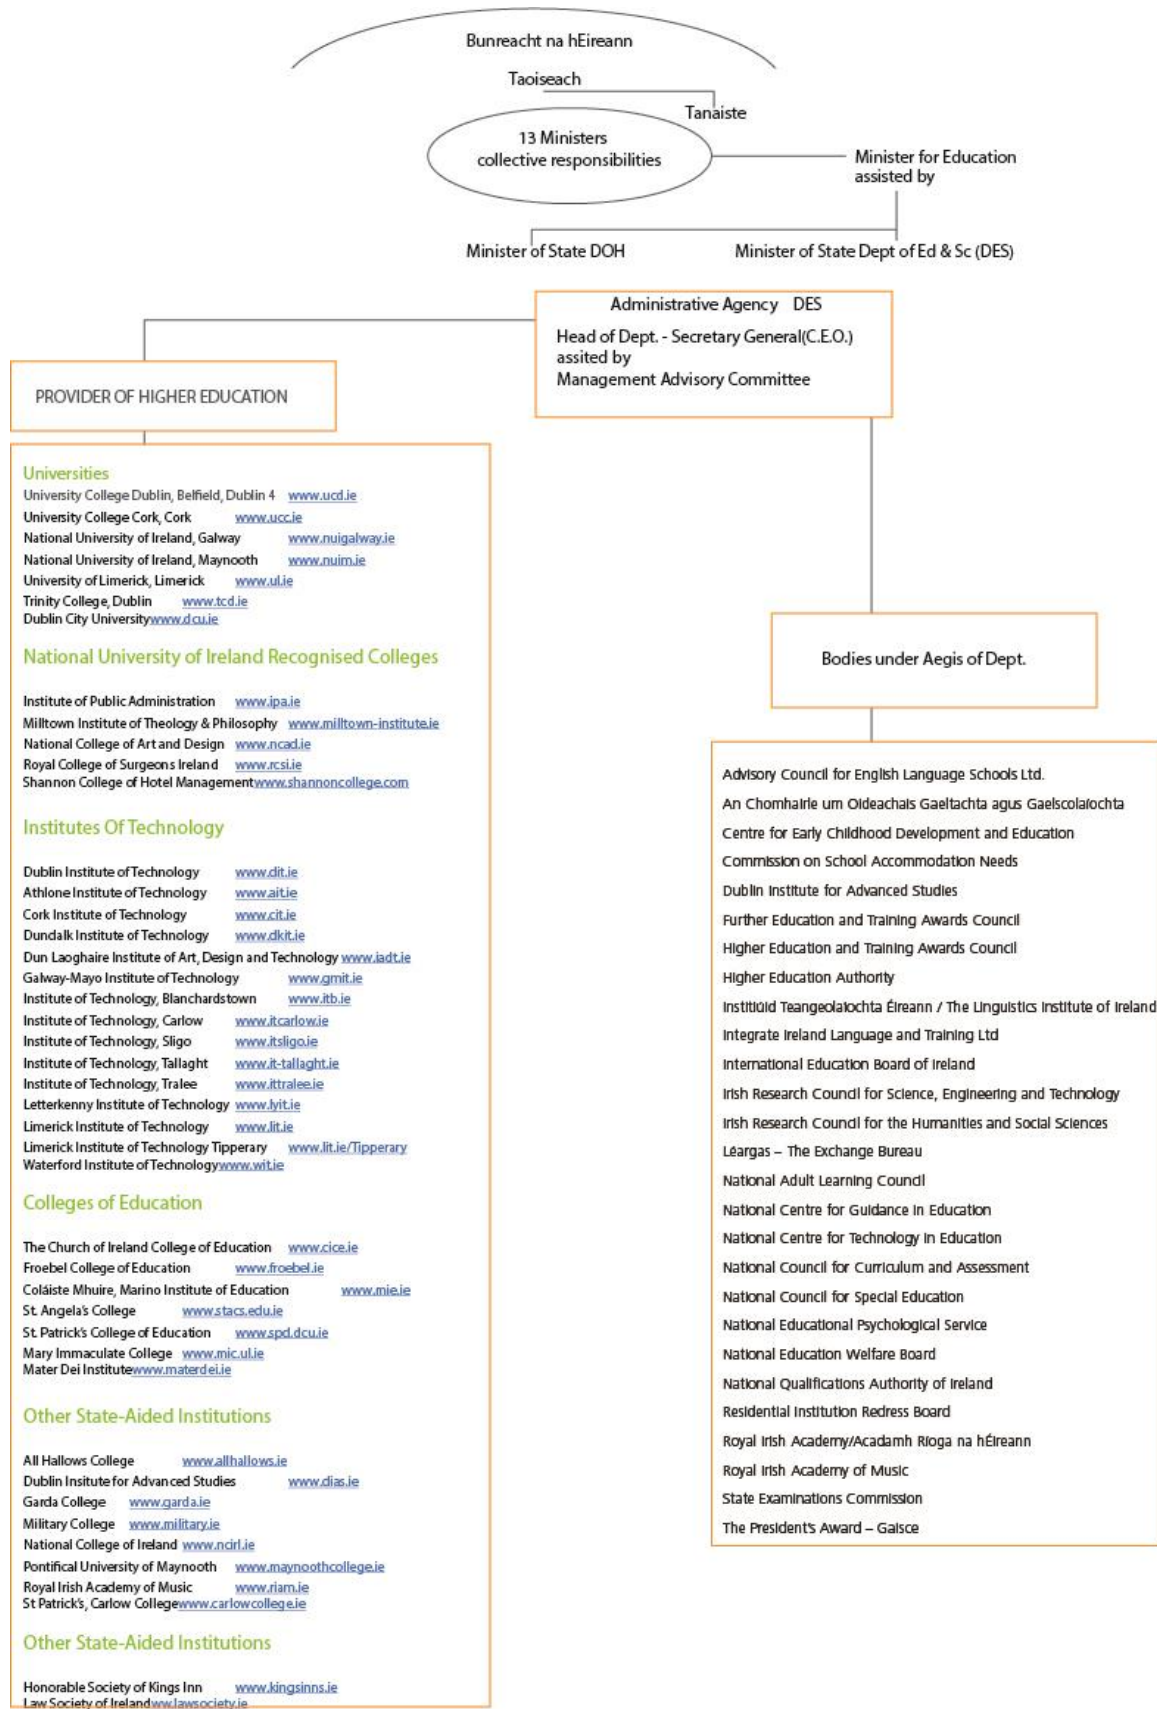 Bunreacht na hEireann
Taoiseach
Tanaiste
13 Ministers
collective responsibilities
Minister for Education
assisted by
Minister of State DOH
Minister of State Dept of Ed & Sc (DES)
Administrative Agency DES
Head of Dept. - Secretary General(C.E.O.)
assited by
Management Advisory Committee
PROVIDER OF HIGHER EDUCATION
Universities
University College Dublin, Belfield, Dublin 4 www.ucd.ie
University College Cork, Cork www.ucc.ie
National University of Ireland, Galway www.nuigalway.ie
National University of Ireland, Maynooth www.nuim.ie
University of Limerick, Limerick www.ul.ie
Trinity College, Dublin www.tcd.ie
Dublin City Universitywww.dcu.ie
National University of Ireland Recognised Colleges
Institute of Public Administration www.ipa.ie
Milltown Institute of Theology & Philosophy www.milltown-institute.ie
National College of Art and Design www.ncad.ie
Royal College of Surgeons Ireland www.rcsi.ie
Shannon College of Hotel Managementwww.shannoncollege.com
Institutes Of Technology
Dublin Institute of Technology www.dit.ie
Athlone Institute of Technology www.ait.ie
Cork Institute of Technology www.cit.ie
Dundalk Institute of Technology www.dkit.ie
Dun Laoghaire Institute of Art, Design and Technology www.iadt.ie
Galway-Mayo Institute of Technology www.gmit.ie
Institute of Technology, Blanchardstown www.itb.ie
Institute of Technology, Carlow www.itcarlow.ie
Institute of Technology, Sligo www.itsligo.ie
Institute of Technology, Tallaght www.it-tallaght.ie
Institute of Technology, Tralee www.ittralee.ie
Letterkenny Institute of Technology www.lyit.ie
Limerick Institute of Technology www.lit.ie
Limerick Institute of Technology Tipperary www.lit.ie/Tipperary
Waterford Institute of Technologywww.wit.ie
Colleges of Education
The Church of Ireland College of Education www.cice.ie
Froebel College of Education www.froebel.ie
Coláiste Mhuire, Marino Institute of Education www.mie.ie
St. Angela's College www.stacs.edu.ie
St. Patrick's College of Education www.spd.dcu.ie
Mary Immaculate College www.mic.ul.ie
Mater Dei Institutewww.materdei.ie
Other State-Aided Institutions
All Hallows College www.allhallows.ie
Dublin Insitute for Advanced Studies www.dias.ie
Garda College www.garda.ie
Military College www.military.ie
National College of Ireland www.ncirl.ie
Pontifical University of Maynooth www.maynoothcollege.ie
Royal Irish Academy of Music www.riam.ie
St Patrick's, Carlow Collegewww.carlowcollege.ie
Other State-Aided Institutions
Honorable Society of Kings Inn www.kingsinns.ie
Law Society of Irelandww.lawsociety.ie
Bodies under Aegis of Dept.
Advisory Council for English Language Schools Ltd.
An Chomhairle um Oideachais Gaeltachta agus Gaelscolaíochta
Centre for Early Childhood Development and Education
Commission on School Accommodation Needs
Dublin Institute for Advanced Studies
Further Education and Training Awards Council
Higher Education and Training Awards Council
Higher Education Authority
Institiúid Teangeolaíochta Éireann / The Linguistics Institute of Ireland
Integrate Ireland Language and Training Ltd
International Education Board of Ireland
Irish Research Council for Science, Engineering and Technology
Irish Research Council for the Humanities and Social Sciences
Léargas – The Exchange Bureau
National Adult Learning Council
National Centre for Guidance in Education
National Centre for Technology in Education
National Council for Curriculum and Assessment
National Council for Special Education
National Educational Psychological Service
National Education Welfare Board
National Qualifications Authority of Ireland
Residential Institution Redress Board
Royal Irish Academy/Acadamh Ríoga na hÉireann
Royal Irish Academy of Music
State Examinations Commission
The President's Award – Gaisce